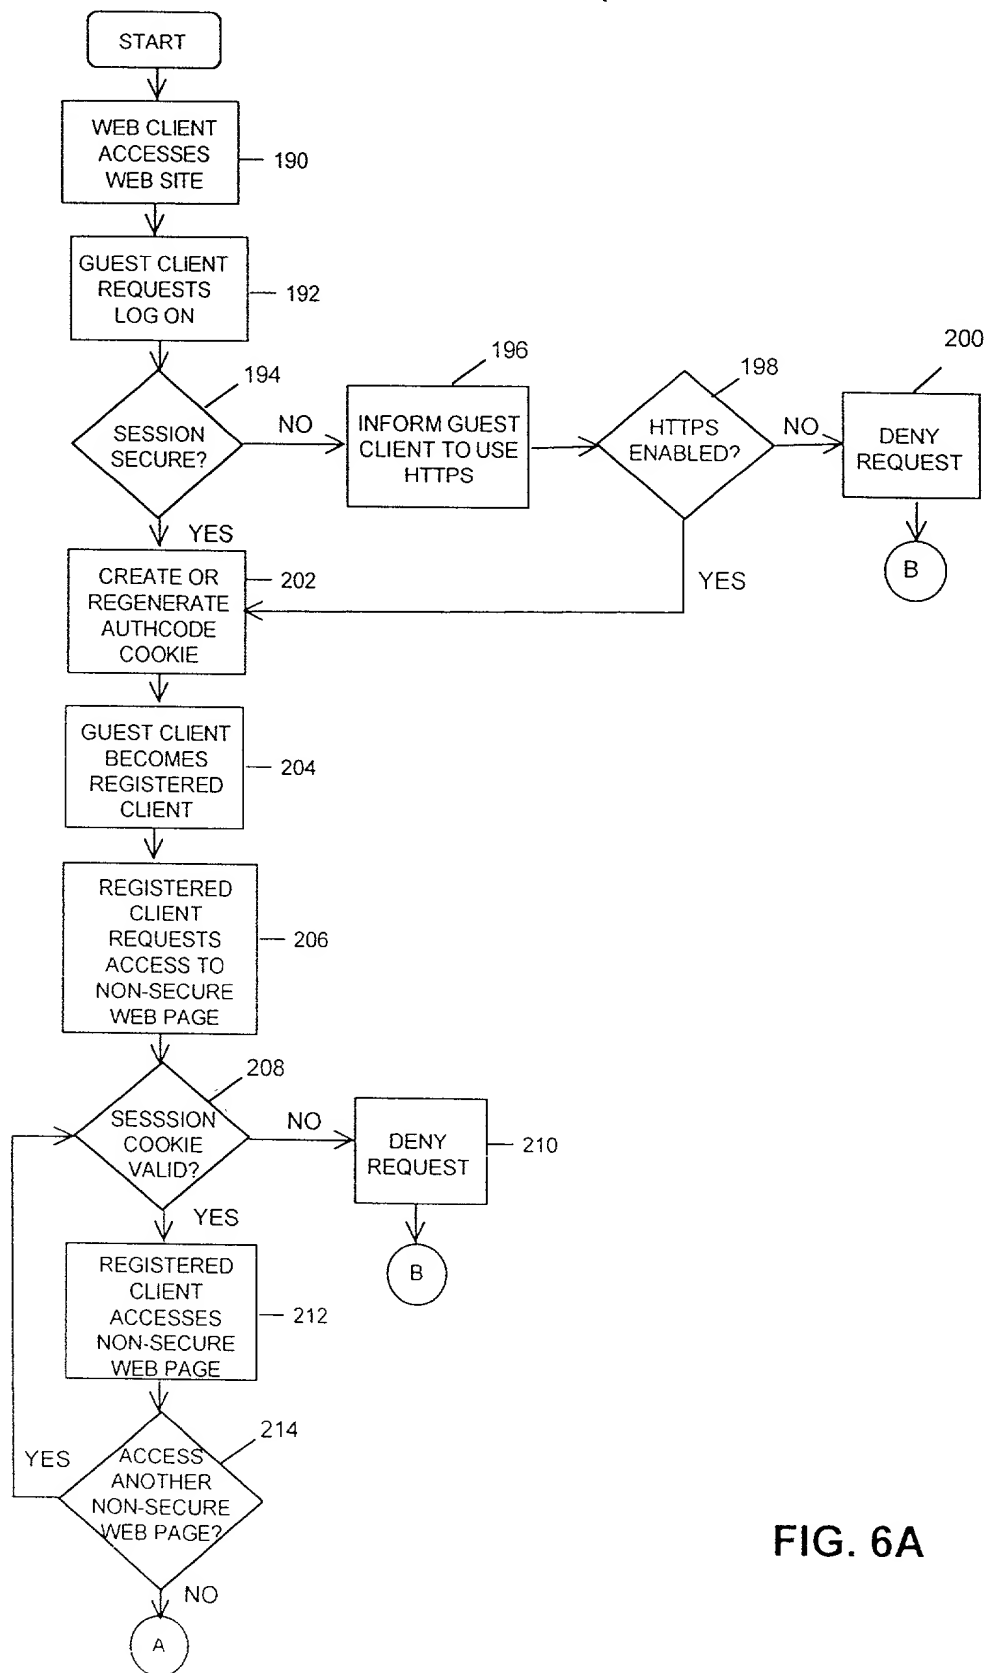 START
WEB CLIENT
ACCESSES
WEB SITE
190
GUEST CLIENT
REQUESTS
LOG ON
192
194
SESSION
SECURE?
NO
196
INFORM GUEST
CLIENT TO USE
HTTPS
198
HTTPS
ENABLED?
NO
200
DENY
REQUEST
B
YES
YES
CREATE OR
REGENERATE
AUTHCODE
COOKIE
202
GUEST CLIENT
BECOMES
REGISTERED
CLIENT
204
REGISTERED
CLIENT
REQUESTS
ACCESS TO
NON-SECURE
WEB PAGE
206
208
SESSSION
COOKIE
VALID?
NO
DENY
REQUEST
210
B
YES
REGISTERED
CLIENT
ACCESSES
NON-SECURE
WEB PAGE
212
214
YES
ACCESS
ANOTHER
NON-SECURE
WEB PAGE?
NO
A
FIG. 6A